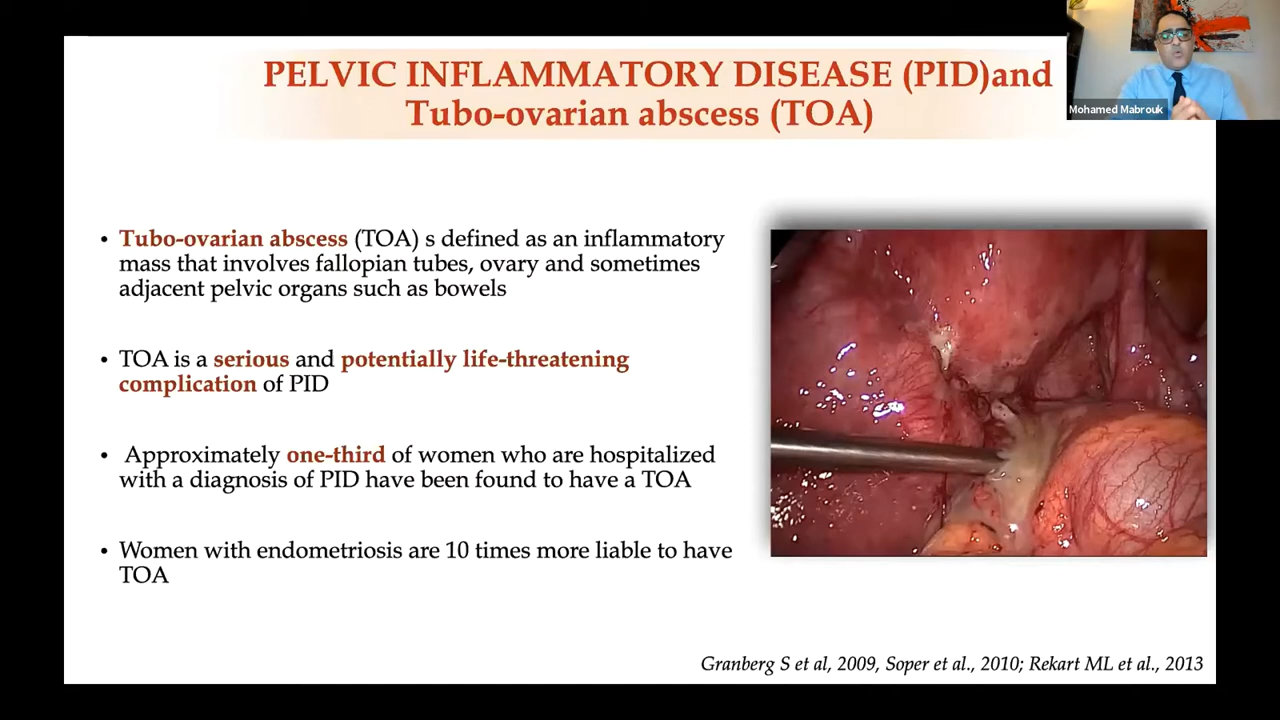 PELVIC INFLAMMATORY DISEASE (PID)and
Tubo-ovarian abscess (TOA)
Mohamed Mabrouk
• Tubo-ovarian abscess (TOA) s defined as an inflammatory
mass that involves fallopian tubes, ovary and sometimes
adjacent pelvic organs such as bowels
• TOA is a serious and potentially life-threatening
complication of PID
• Approximately one-third of women who are hospitalized
with a diagnosis of PID have been found to have a TOA
• Women with endometriosis are 10 times more liable to have
TOA
Granberg S et al, 2009, Soper et al., 2010; Rekart ML et al., 2013